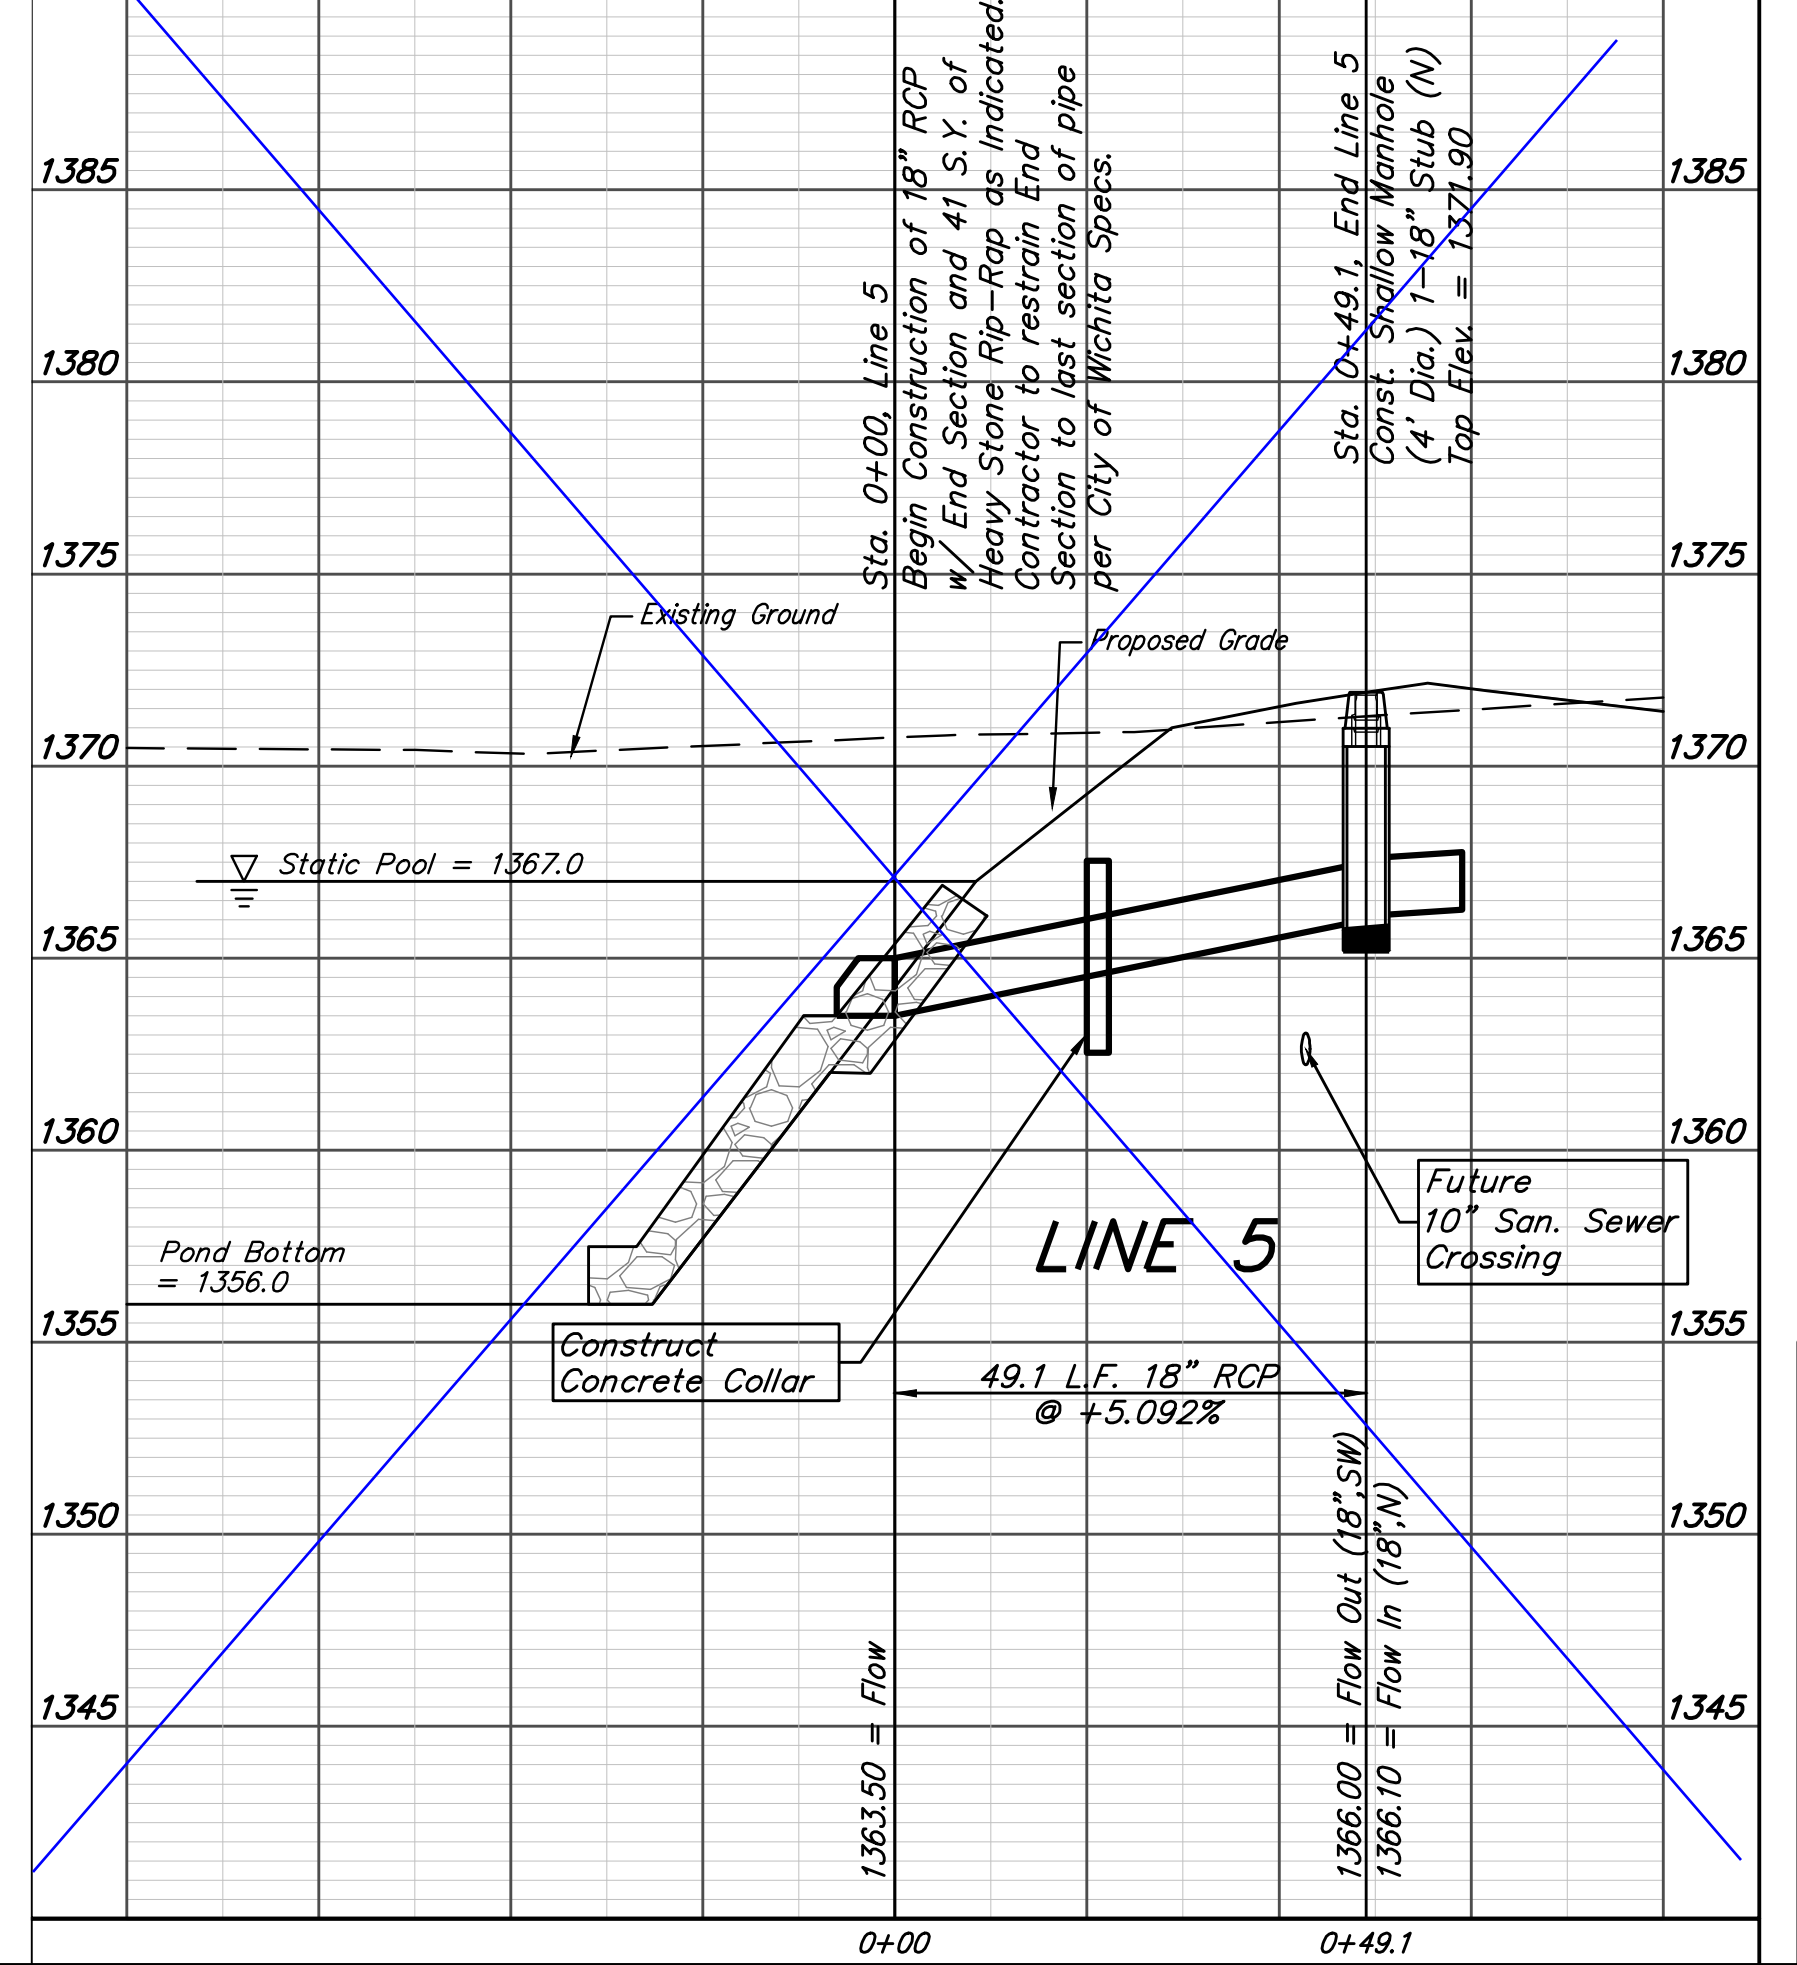 Sta. 0+00, Line 5
Begin Construction of 18" RCP
w/ End Section and 41 S.Y. of
Heavy Stone Rip-Rap as Indicated.
Contractor to restrain End
Section to last section of pipe
per City of Wichita Specs.
Sta. 0+49.1, End Line 5
Const. Shallow Manhole
(4' Dia.) 1-18" Stub (N)
Top Elev. = 1371.90
1385
1385
1380
1380
1375
1375
Existing Ground
Proposed Grade
1370
1370
Static Pool = 1367.0
1365
1365
1360
1360
Future
10" San. Sewer
Crossing
LINE 5
Pond Bottom
= 1356.0
1355
1355
Construct
Concrete Collar
49.1 L.F. 18" RCP
@ +5.092%
1350
1350
1345
1345
1363.50 = Flow
1366.00 = Flow Out (18",SW)
1366.10 = Flow In (18",N)
0+00
0+49.1